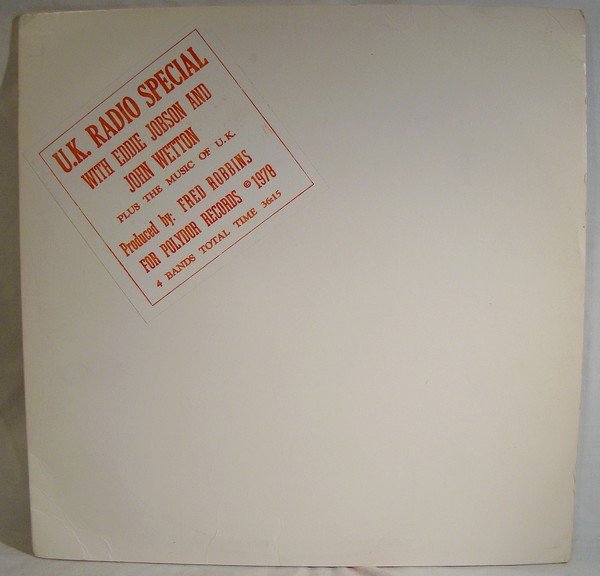 U.K. RADIO SPECIAL
WITH EDDIE JOBSON AND
JOHN WETTON
PLUS THE MUSIC OF U.K.
Produced by: FRED ROBBINS
FOR POLYDOR RECORDS © 1979
4 BANDS TOTAL TIME 36:15